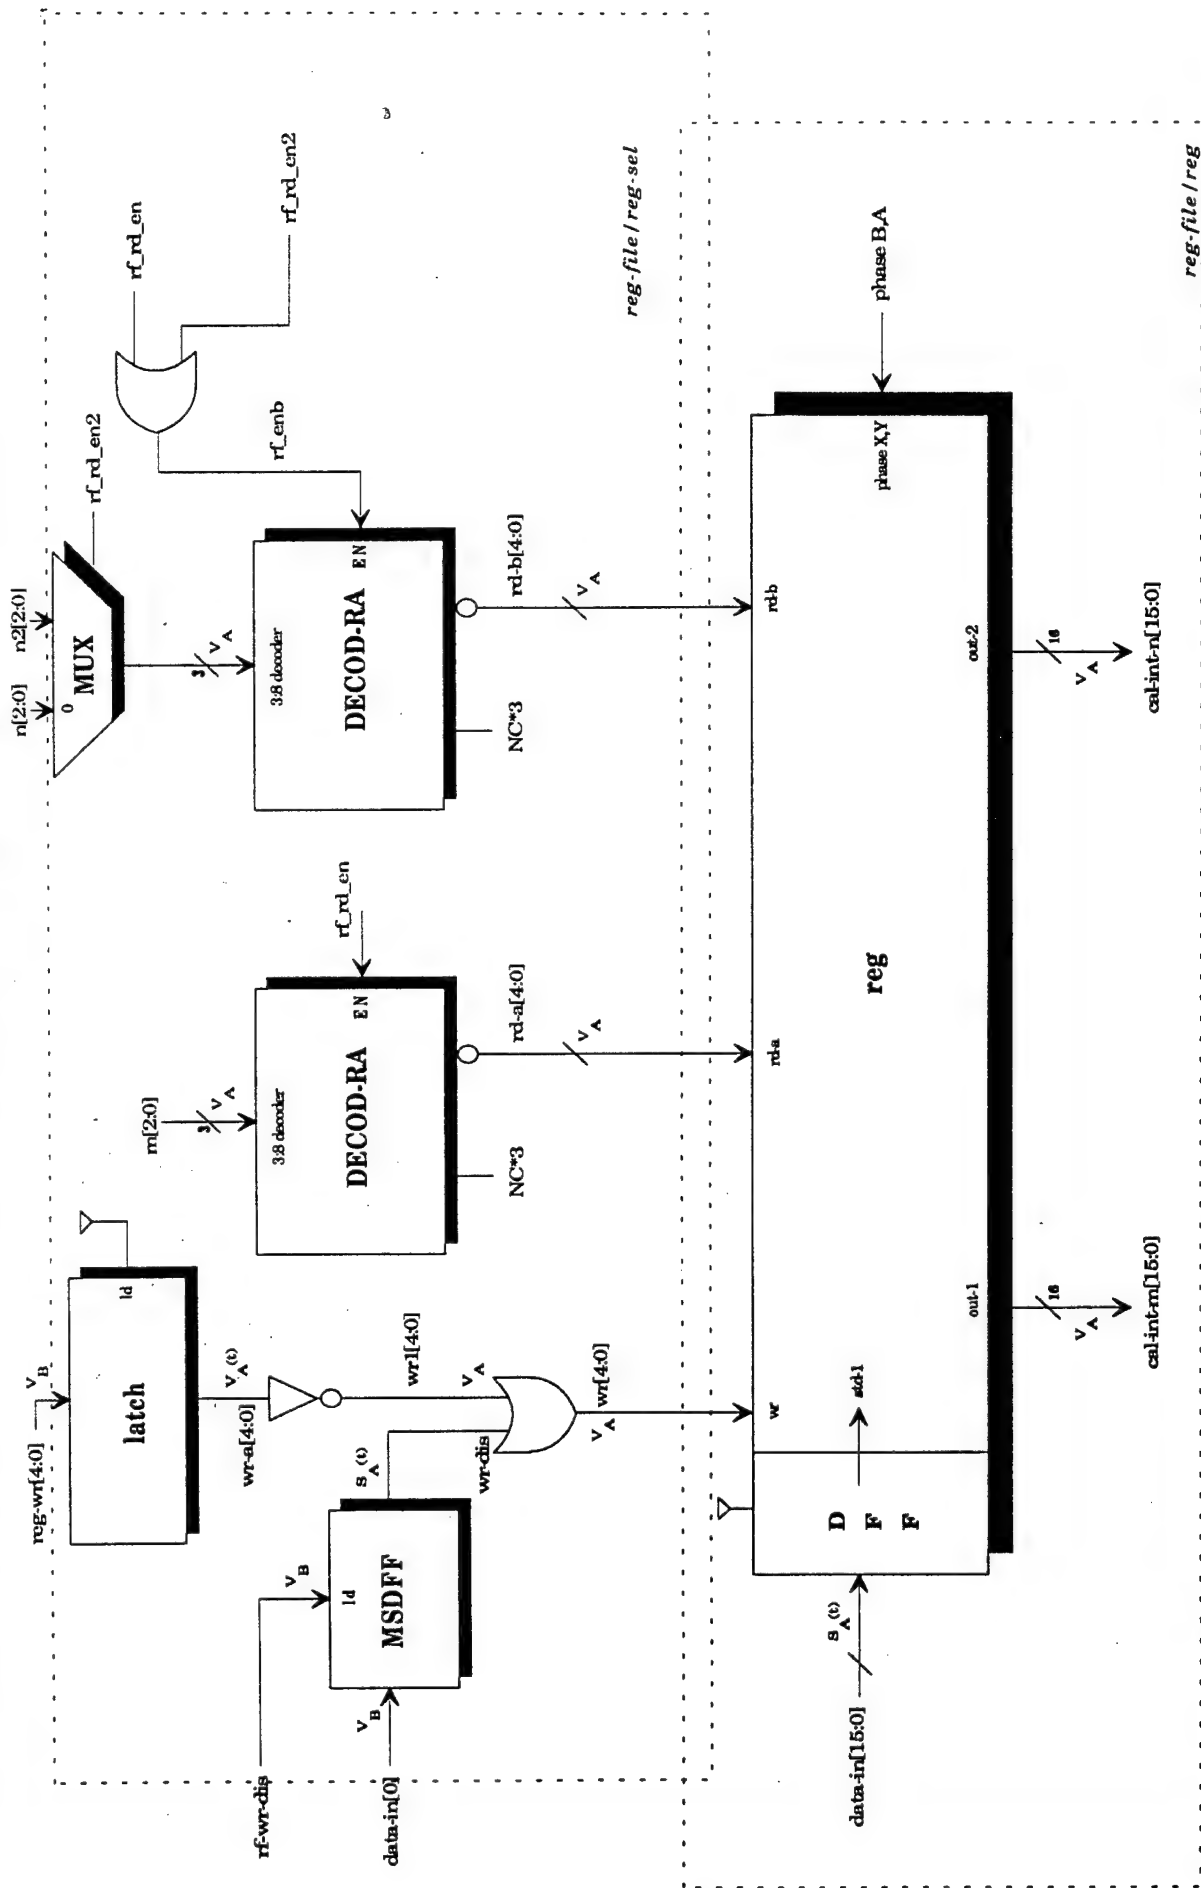 reg-wr[4:0]
V B
latch
ld
V A (t)
wr-a[4:0]
wr1[4:0]
V A
rf-wr-dis
V B
ld
MSDFF
data-in[0]
V B
S A (t)
wr-dis
wr[4:0]
V A
m[2:0]
3
V A
3:8 decoder
DECOD-RA
EN
rf_rd_en
NC*3
rd-a[4:0]
V A
n[2:0]
n2[2:0]
0
MUX
rf_rd_en2
3
V A
3:8 decoder
DECOD-RA
EN
rf_enb
rf_rd_en
rf_rd_en2
NC*3
rd-b[4:0]
V A
reg-file/reg-sel
data-in[15:0]
S A (t)
D
F
F
std-1
wr
rd-a
rd-b
reg
phase X,Y
phase B,A
out-1
16
V A
cal-int-m[15:0]
out-2
16
V A
cal-int-n[15:0]
reg-file/reg